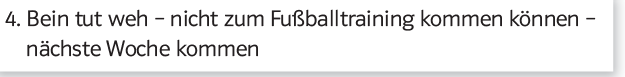 4. Bein tut weh – nicht zum Fußballtraining kommen können –
nächste Woche kommen